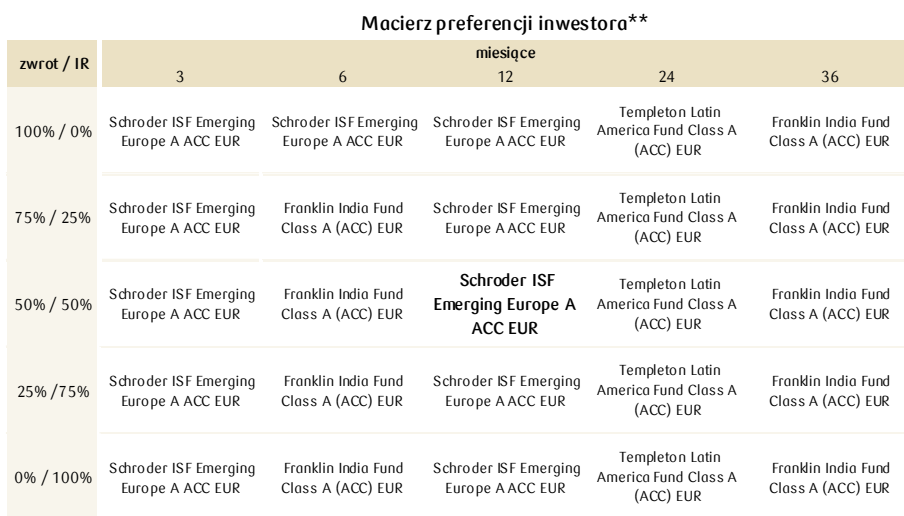 Macierz preferencji inwestora**
zwrot / IR
miesiące
3 6 12 24 36
100% / 0%
Schroder ISF Emerging
Europe A ACC EUR
Schroder ISF Emerging
Europe A ACC EUR
Schroder ISF Emerging
Europe A ACC EUR
Templeton Latin
America Fund Class A
(ACC) EUR
Franklin India Fund
Class A (ACC) EUR
75% / 25%
Schroder ISF Emerging
Europe A ACC EUR
Franklin India Fund
Class A (ACC) EUR
Schroder ISF Emerging
Europe A ACC EUR
Templeton Latin
America Fund Class A
(ACC) EUR
Franklin India Fund
Class A (ACC) EUR
50% / 50%
Schroder ISF Emerging
Europe A ACC EUR
Franklin India Fund
Class A (ACC) EUR
Schroder ISF
Emerging Europe A
ACC EUR
Templeton Latin
America Fund Class A
(ACC) EUR
Franklin India Fund
Class A (ACC) EUR
25% /75%
Schroder ISF Emerging
Europe A ACC EUR
Franklin India Fund
Class A (ACC) EUR
Schroder ISF Emerging
Europe A ACC EUR
Templeton Latin
America Fund Class A
(ACC) EUR
Franklin India Fund
Class A (ACC) EUR
0% / 100%
Schroder ISF Emerging
Europe A ACC EUR
Franklin India Fund
Class A (ACC) EUR
Schroder ISF Emerging
Europe A ACC EUR
Templeton Latin
America Fund Class A
(ACC) EUR
Franklin India Fund
Class A (ACC) EUR